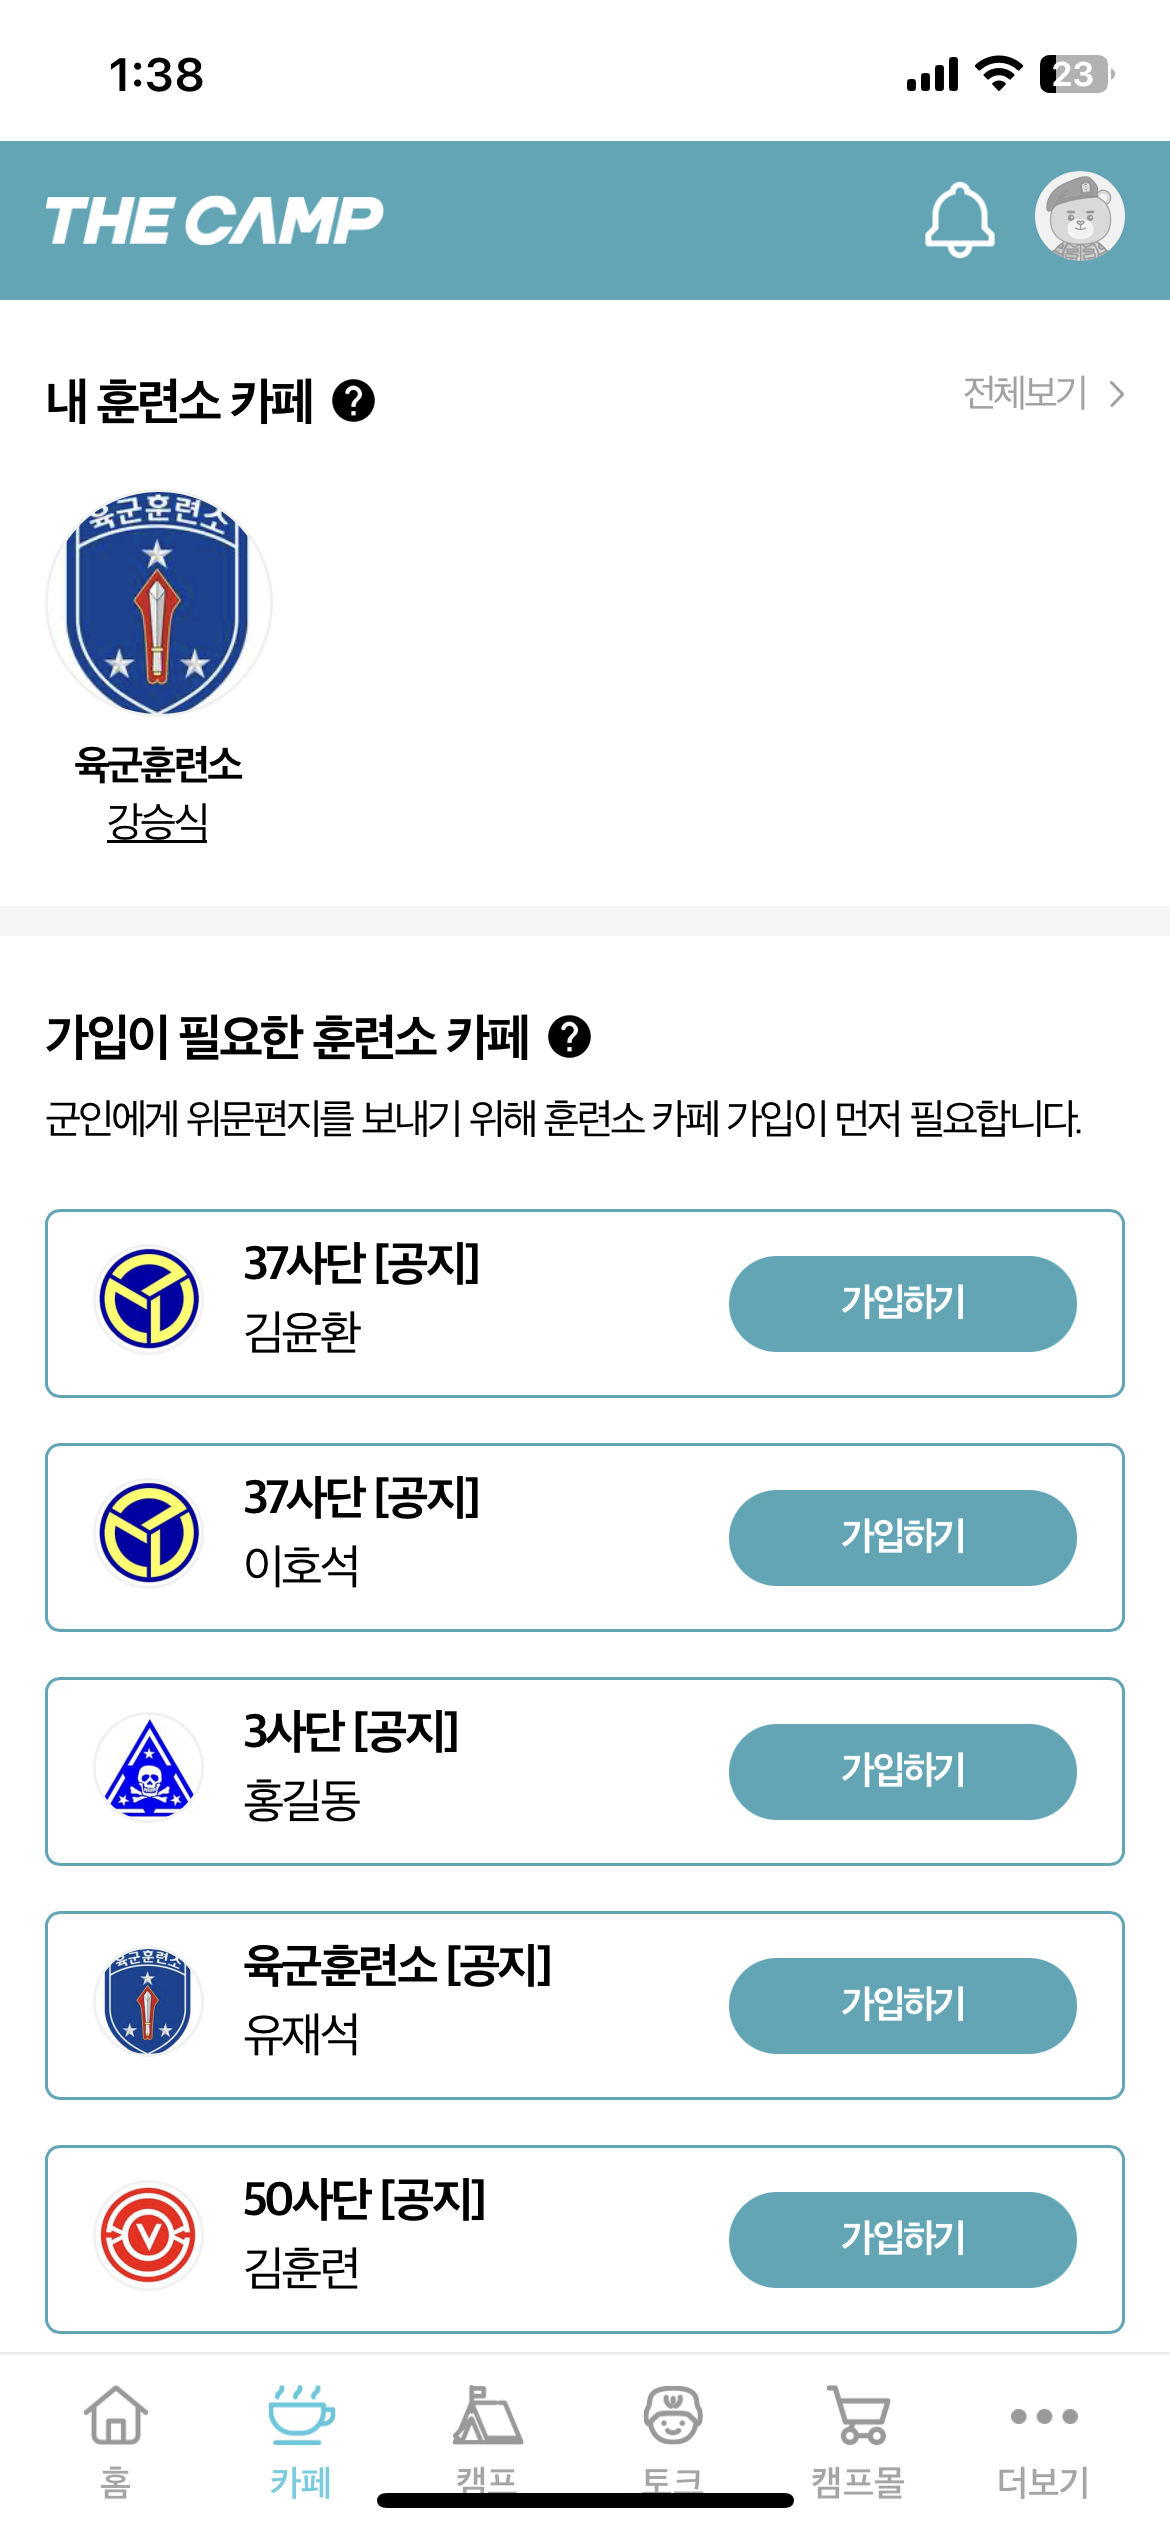 1:38
23
THE CAMP
내 훈련소 카페 ?
전체보기 >
육군훈련소
육군훈련소
강승식
가입이 필요한 훈련소 카페 ?
군인에게 위문편지를 보내기 위해 훈련소 카페 가입이 먼저 필요합니다.
37사단 [공지]
김윤환
가입하기
37사단 [공지]
이호석
가입하기
3사단 [공지]
홍길동
가입하기
육군훈련소
육군훈련소 [공지]
유재석
가입하기
V
50사단 [공지]
김훈련
가입하기
홈
카페
캠프
토크
캠프몰
더보기